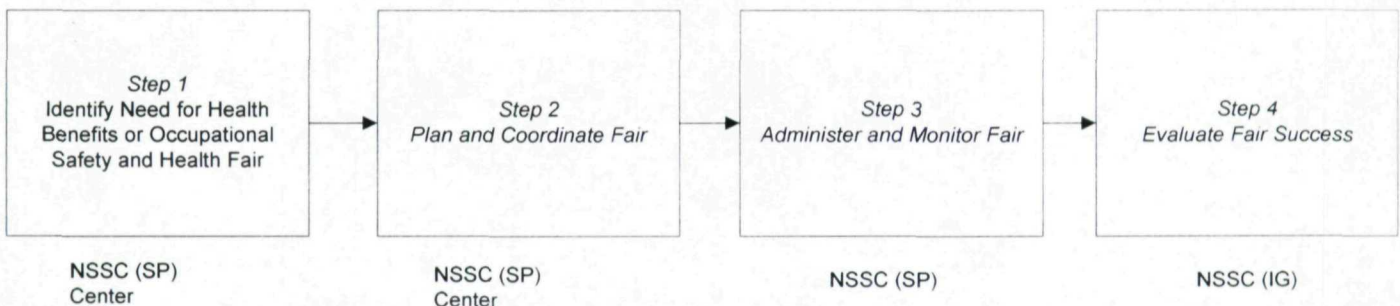 Step 1
Identify Need for Health
Benefits or Occupational
Safety and Health Fair
NSSC (SP)
Center
Step 2
Plan and Coordinate Fair
NSSC (SP)
Center
Step 3
Administer and Monitor Fair
NSSC (SP)
Step 4
Evaluate Fair Success
NSSC (IG)